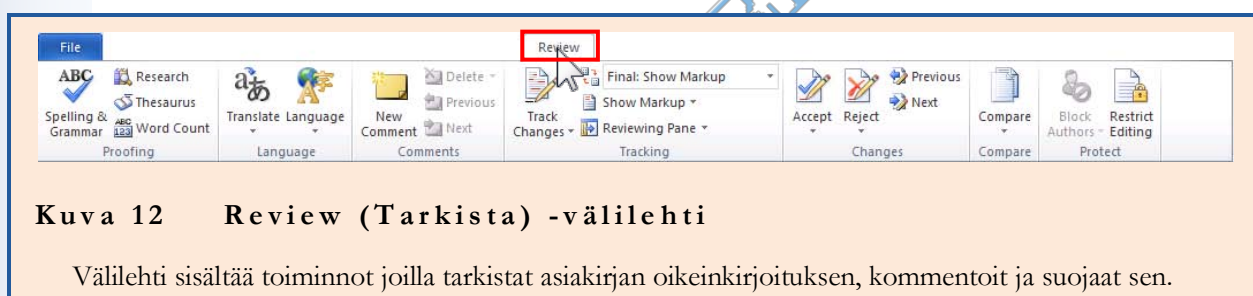 File Review
ABC Research Delete Previous
Thesaurus Final: Show Markup Previous
Show Markup Next
Spelling & Grammar ABC 123 Word Count Translate Language New Comment Next Track Changes Reviewing Pane Accept Reject Compare Block Authors Restrict Editing
Proofing Language Comments Tracking Changes Compare Protect
Kuva 12 Review (Tarkista) -välilehti
Välilehti sisältää toiminnot joilla tarkistat asiakirjan oikeinkirjoituksen, kommentoit ja suojaat sen.